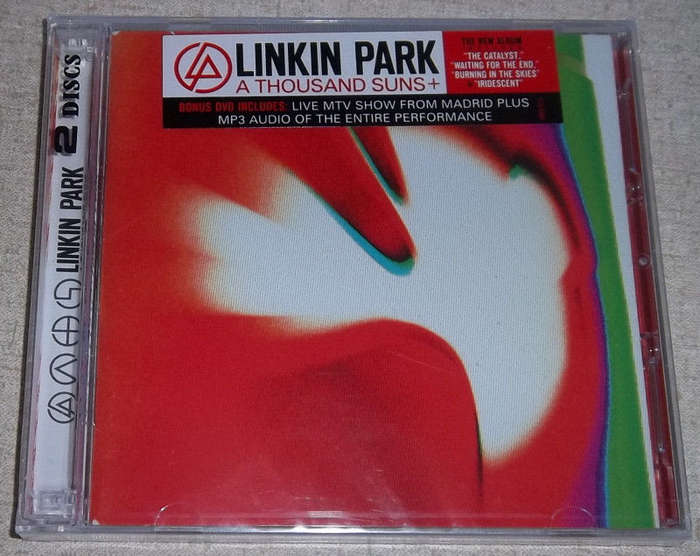 LINKIN PARK
A THOUSAND SUNS+
THE NEW ALBUM
"THE CATALYST,"
"WAITING FOR THE END,"
"BURNING IN THE SKIES"
"IRIDESCENT"
BONUS DVD INCLUDES: LIVE MTV SHOW FROM MADRID PLUS
MP3 AUDIO OF THE ENTIRE PERFORMANCE
LINKIN PARK 2 DISCS